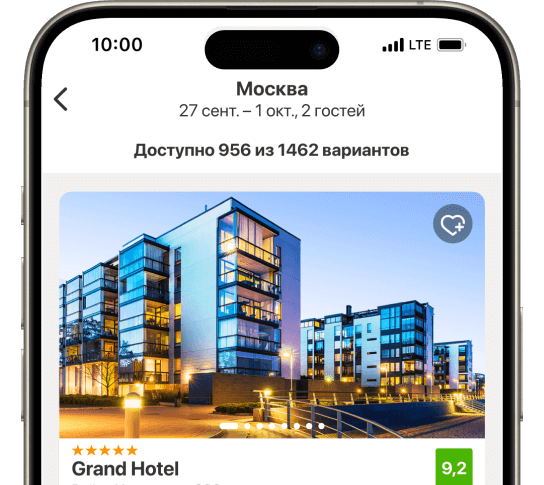 10:00
LTE
Москва
27 сент. – 1 окт., 2 гостей
Доступно 956 из 1462 вариантов
Grand Hotel
9,2